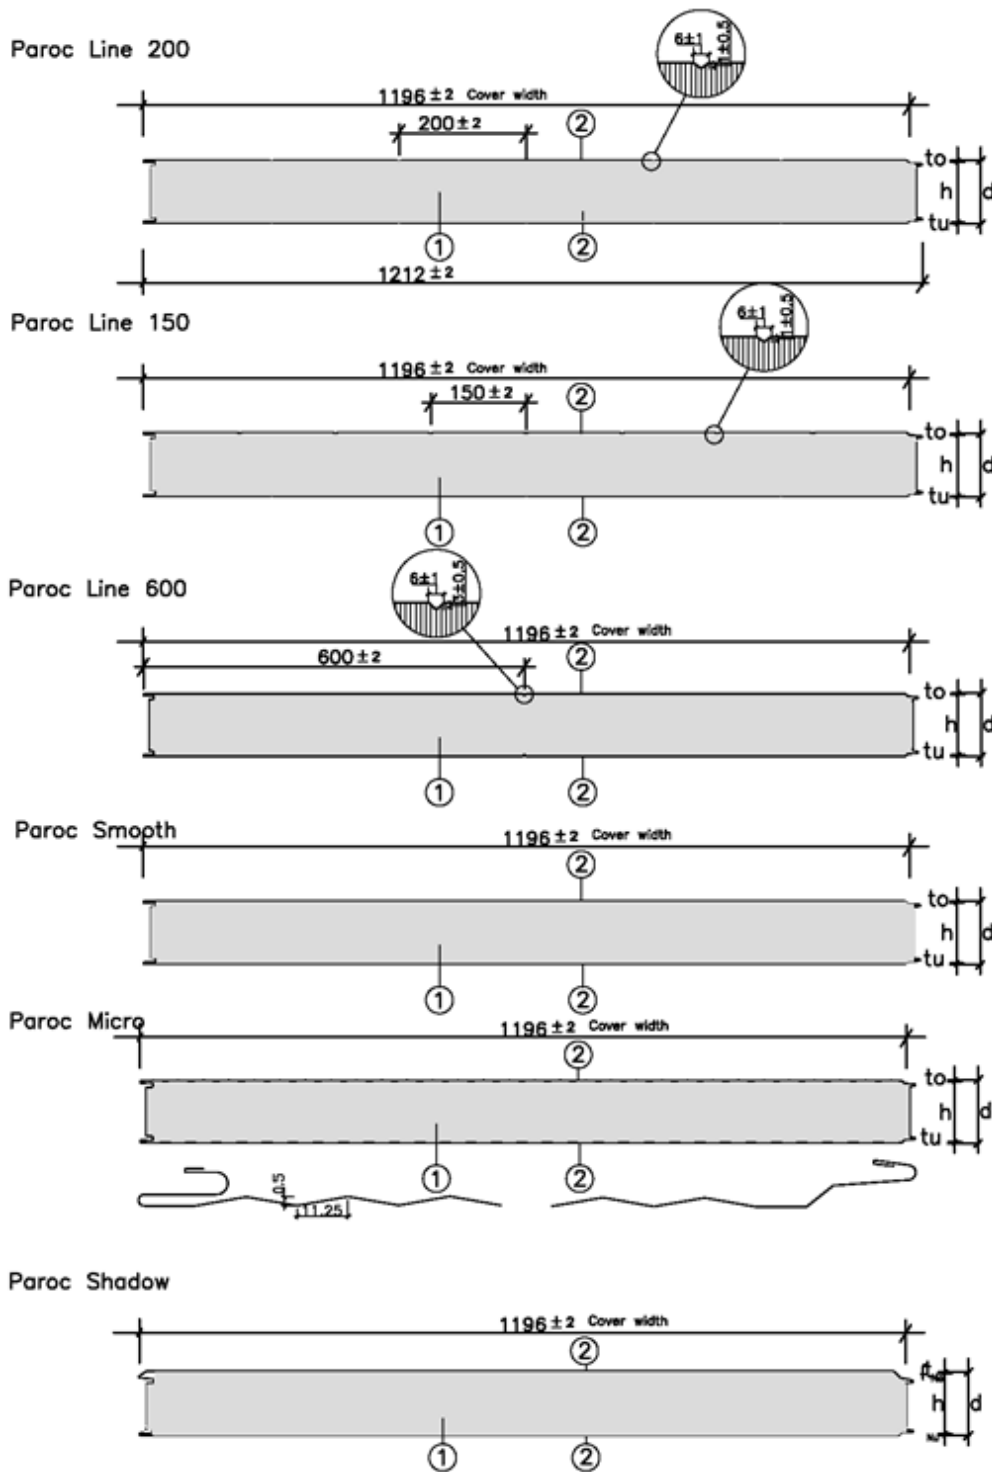 Paroc Line 200
6±1
1±0.5
1196±2 Cover width
200±2
2
to
h
d
tu
1
2
1212±2
Paroc Line 150
6±1
1±0.5
1196±2 Cover width
150±2
2
to
h
d
tu
1
2
Paroc Line 600
6±1
3±0.5
1196±2 Cover width
600±2
2
to
h
d
tu
1
2
Paroc Smooth
1196±2 Cover width
2
to
h
d
tu
1
2
Paroc Micro
1196±2 Cover width
2
to
h
d
tu
1
2
0.5
11.25
Paroc Shadow
1196±2 Cover width
2
h
d
1
2